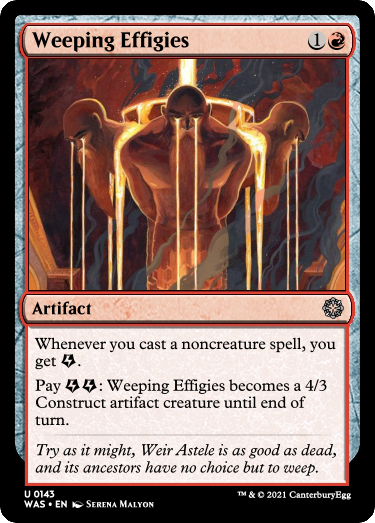 Weeping Effigies 1
Artifact
Whenever you cast a noncreature spell, you
get .
Pay : Weeping Effigies becomes a 4/3
Construct artifact creature until end of
turn.
Try as it might, Weir Astele is as good as dead,
and its ancestors have no choice but to weep.
U 0143
WAS • EN Serena Malyon
™ & © 2021 CanterburyEgg